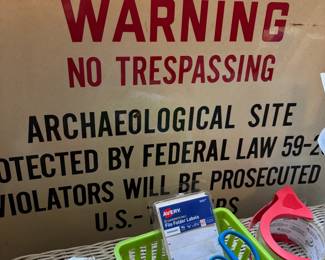 WARNING
NO TRESPASSING
ARCHAEOLOGICAL SITE
OTECTED BY FEDERAL LAW 59-2
VIOLATORS WILL BE PROSECUTED
U.S.
AVERY
File Folder Labels